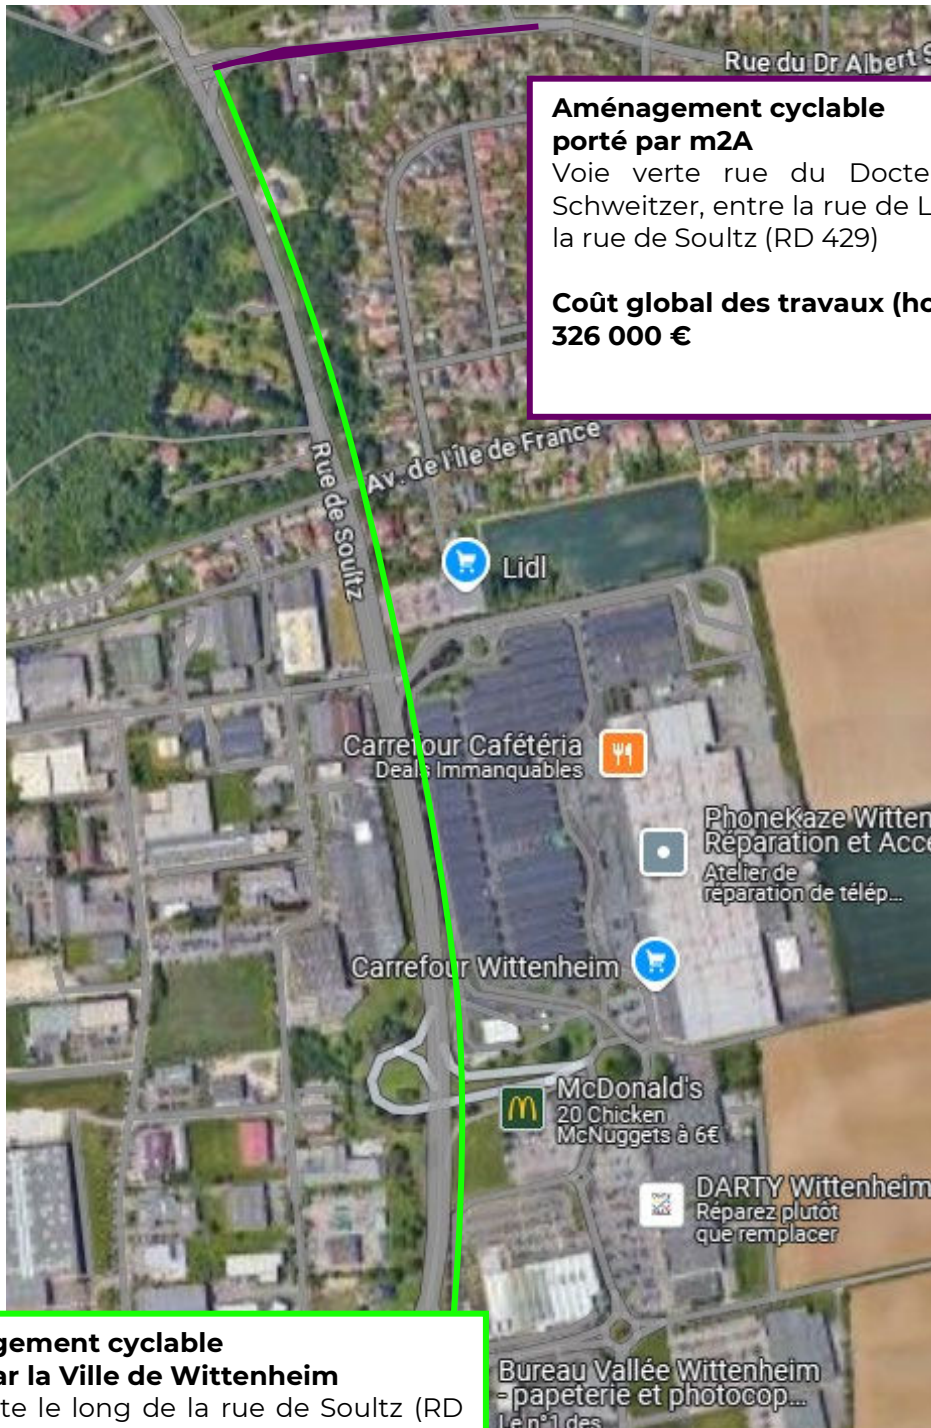 Rue du Dr Albert S
Aménagement cyclable
porté par m2A
Voie verte rue du Docte
Schweitzer, entre la rue de L
la rue de Soultz (RD 429)
Coût global des travaux (ho
326 000 €
Av. de l'île de France
Rue de Soultz
Lidl
Carrefour Cafétéria
Deals Immanquables
PhoneKaze Witten
Réparation et Acce
Atelier de
réparation de télép...
Carrefour Wittenheim
McDonald's
20 Chicken
McNuggets à 6€
DARTY Wittenheim
Réparez plutôt
que remplacer
gement cyclable
ar la Ville de Wittenheim
te le long de la rue de Soultz (RD
Bureau Vallée Wittenheim
- papeterie et photocop...
Le n°1 des